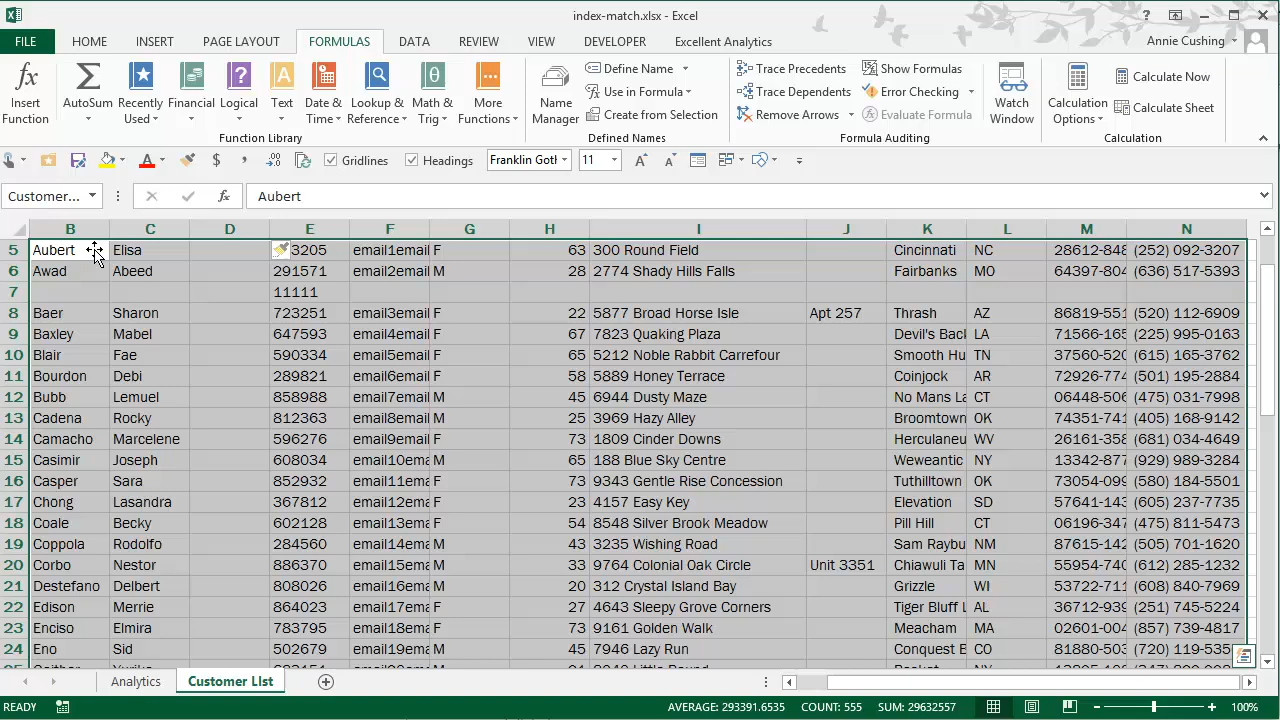 index-match.xlsx - Excel
FILE HOME INSERT PAGE LAYOUT FORMULAS DATA REVIEW VIEW DEVELOPER Excellent Analytics Annie Cushing
Insert Function
AutoSum
Recently Used
Financial
Logical
Text
Date & Time
Lookup & Reference
Math & Trig
More Functions
Function Library
Name Manager
Define Name
Use in Formula
Create from Selection
Defined Names
Trace Precedents
Trace Dependents
Remove Arrows
Show Formulas
Error Checking
Evaluate Formula
Formula Auditing
Watch Window
Calculation Options
Calculate Now
Calculate Sheet
Calculation
Gridlines Headings Franklin Gotl 11
Customer... fx Aubert
B C D E F G H I J K L M N
5 Aubert Elisa 3205 email1email F 63 300 Round Field Cincinnati NC 28612-848 (252) 092-3207
6 Awad Abeed 291571 email2email M 28 2774 Shady Hills Falls Fairbanks MO 64397-804 (636) 517-5393
7 11111
8 Baer Sharon 723251 email3email F 22 5877 Broad Horse Isle Apt 257 Thrash AZ 86819-551 (520) 112-6909
9 Baxley Mabel 647593 email4email F 67 7823 Quaking Plaza Devil's Back LA 71566-165 (225) 995-0163
10 Blair Fae 590334 email5email F 65 5212 Noble Rabbit Carrefour Smooth Hu TN 37560-520 (615) 165-3762
11 Bourdon Debi 289821 email6email F 58 5889 Honey Terrace Coinjock AR 72926-774 (501) 195-2884
12 Bubb Lemuel 858988 email7email M 45 6944 Dusty Maze No Mans La CT 06448-506 (475) 031-7998
13 Cadena Rocky 812363 email8email M 25 3969 Hazy Alley Broomtown OK 74351-741 (405) 168-9142
14 Camacho Marcelene 596276 email9email F 73 1809 Cinder Downs Herculaneu WV 26161-358 (681) 034-4649
15 Casimir Joseph 608034 email10ema M 65 188 Blue Sky Centre Weweantic NY 13342-877 (929) 989-3284
16 Casper Sara 852932 email11ema F 73 9343 Gentle Rise Concession Tuthilltown OK 73054-099 (580) 184-5501
17 Chong Lasandra 367812 email12ema F 23 4157 Easy Key Elevation SD 57641-143 (605) 237-7735
18 Coale Becky 602128 email13ema F 54 8548 Silver Brook Meadow Pill Hill CT 06196-347 (475) 811-5473
19 Coppola Rodolfo 284560 email14ema M 43 3235 Wishing Road Sam Raybu NM 87615-142 (505) 701-1620
20 Corbo Nestor 886370 email15ema M 33 9764 Colonial Oak Circle Unit 3351 Chiawuli Ta MN 55954-740 (612) 285-1232
21 Destefano Delbert 808026 email16ema M 20 312 Crystal Island Bay Grizzle WI 53722-711 (608) 840-7969
22 Edison Merrie 864023 email17ema F 27 4643 Sleepy Grove Corners Tiger Bluff L AL 36712-939 (251) 745-5224
23 Enciso Elmira 783795 email18ema F 73 9161 Golden Walk Meacham MA 02601-004 (857) 739-4817
24 Eno Sid 502679 email19ema M 45 7946 Lazy Run Conquest B CO 81880-503 (720) 119-535
Analytics Customer List
READY AVERAGE: 293391.6535 COUNT: 555 SUM: 29632557 100%